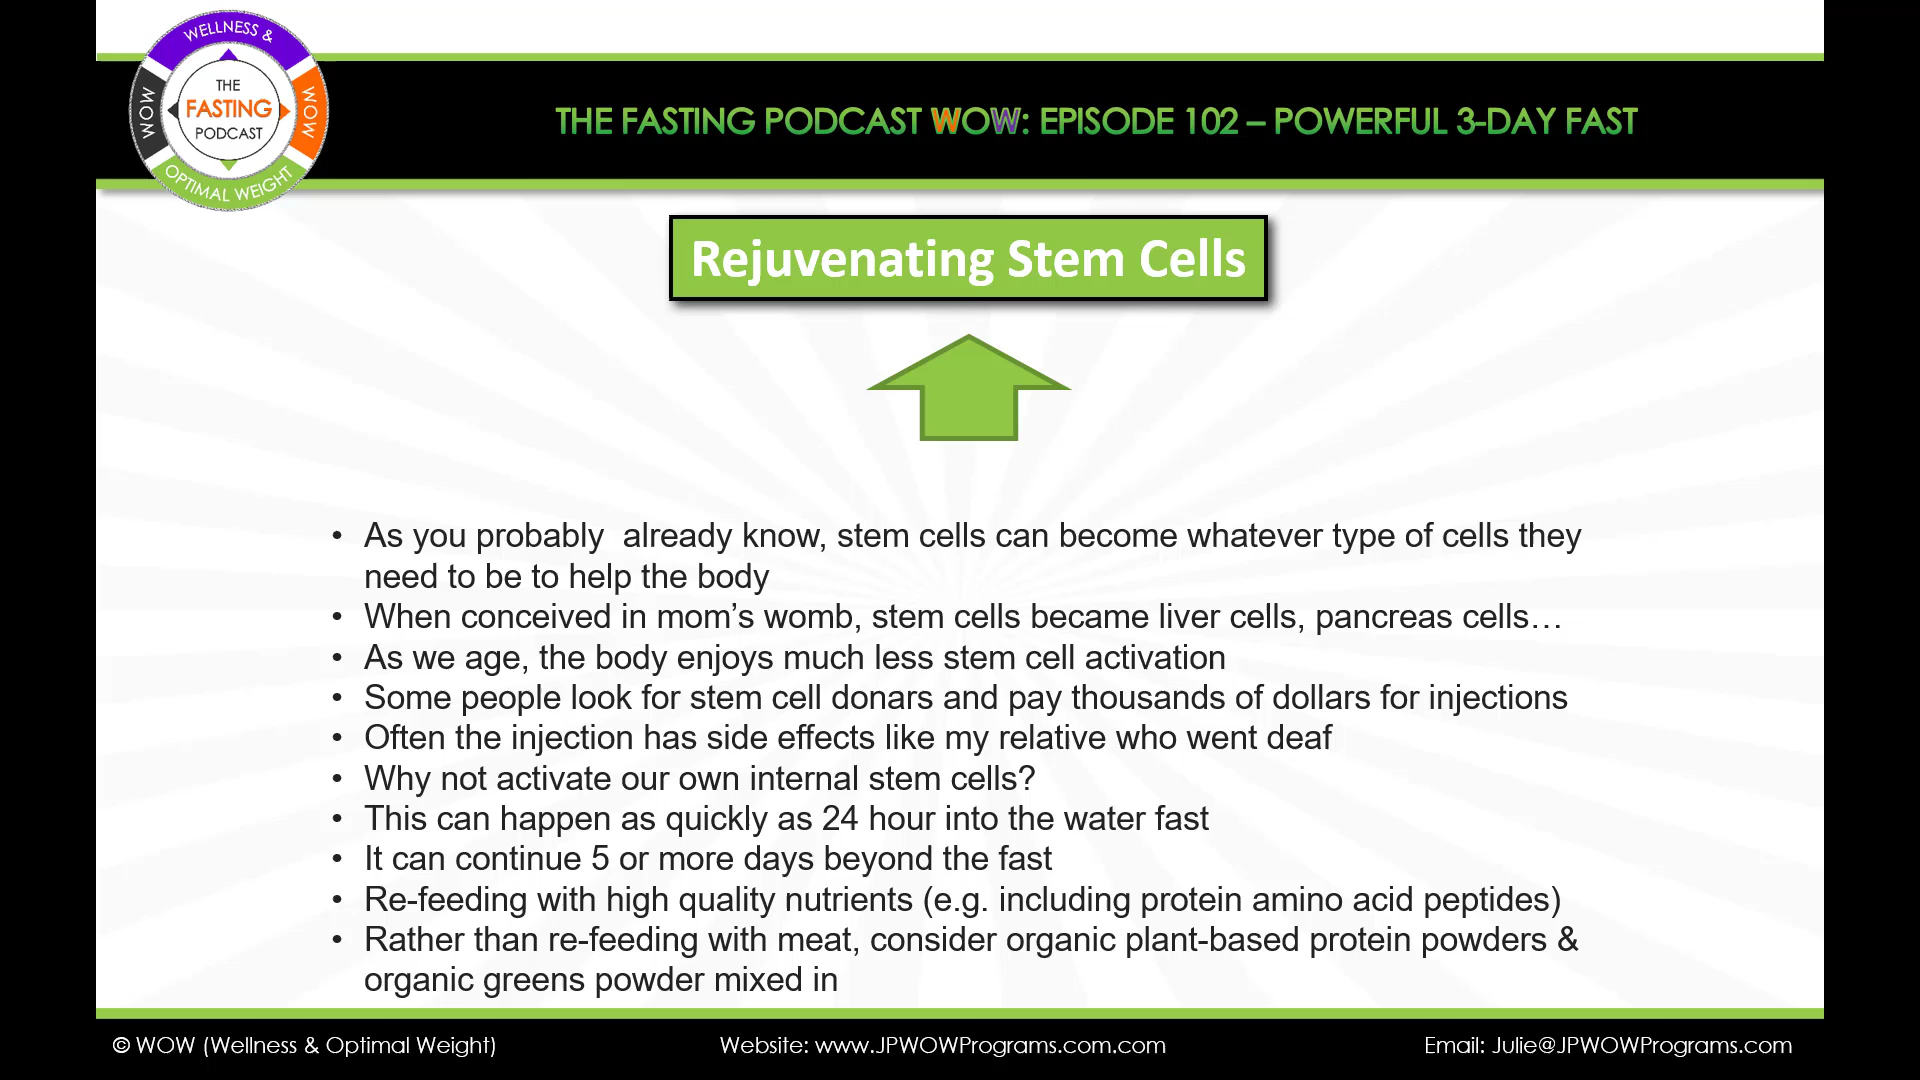 WELLNESS &
WOW
THE
FASTING
PODCAST
WOW
OPTIMAL WEIGHT
THE FASTING PODCAST WOW: EPISODE 102 – POWERFUL 3-DAY FAST
Rejuvenating Stem Cells
• As you probably  already know, stem cells can become whatever type of cells they
need to be to help the body
• When conceived in mom’s womb, stem cells became liver cells, pancreas cells…
• As we age, the body enjoys much less stem cell activation
• Some people look for stem cell donars and pay thousands of dollars for injections
• Often the injection has side effects like my relative who went deaf
• Why not activate our own internal stem cells?
• This can happen as quickly as 24 hour into the water fast
• It can continue 5 or more days beyond the fast
• Re-feeding with high quality nutrients (e.g. including protein amino acid peptides)
• Rather than re-feeding with meat, consider organic plant-based protein powders &
organic greens powder mixed in
© WOW (Wellness & Optimal Weight)
Website: www.JPWOWPrograms.com.com
Email: Julie@JPWOWPrograms.com